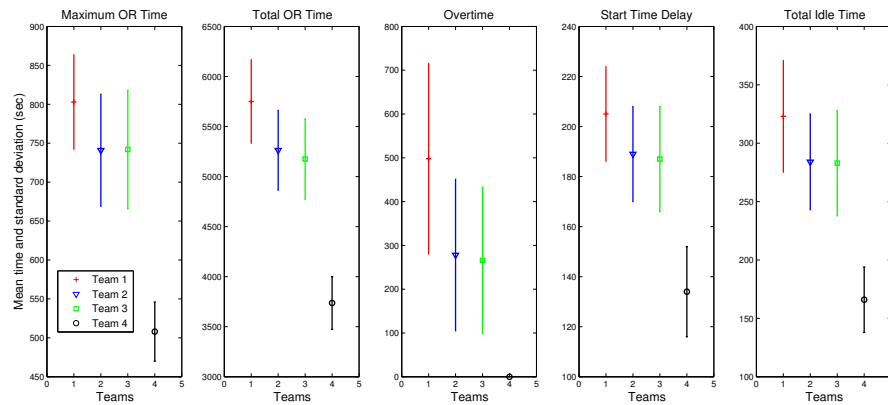 Maximum OR Time
Total OR Time
Overtime
Start Time Delay
Total Idle Time
Mean time and standard deviation (sec)
900
850
800
750
700
650
600
550
500
450
0 1 2 3 4 5
Teams
Team 1
Team 2
Team 3
Team 4
6500
6000
5500
5000
4500
4000
3500
3000
0 1 2 3 4 5
Teams
800
700
600
500
400
300
200
100
0
0 1 2 3 4 5
Teams
240
220
200
180
160
140
120
100
0 1 2 3 4 5
Teams
400
350
300
250
200
150
100
0 1 2 3 4 5
Teams